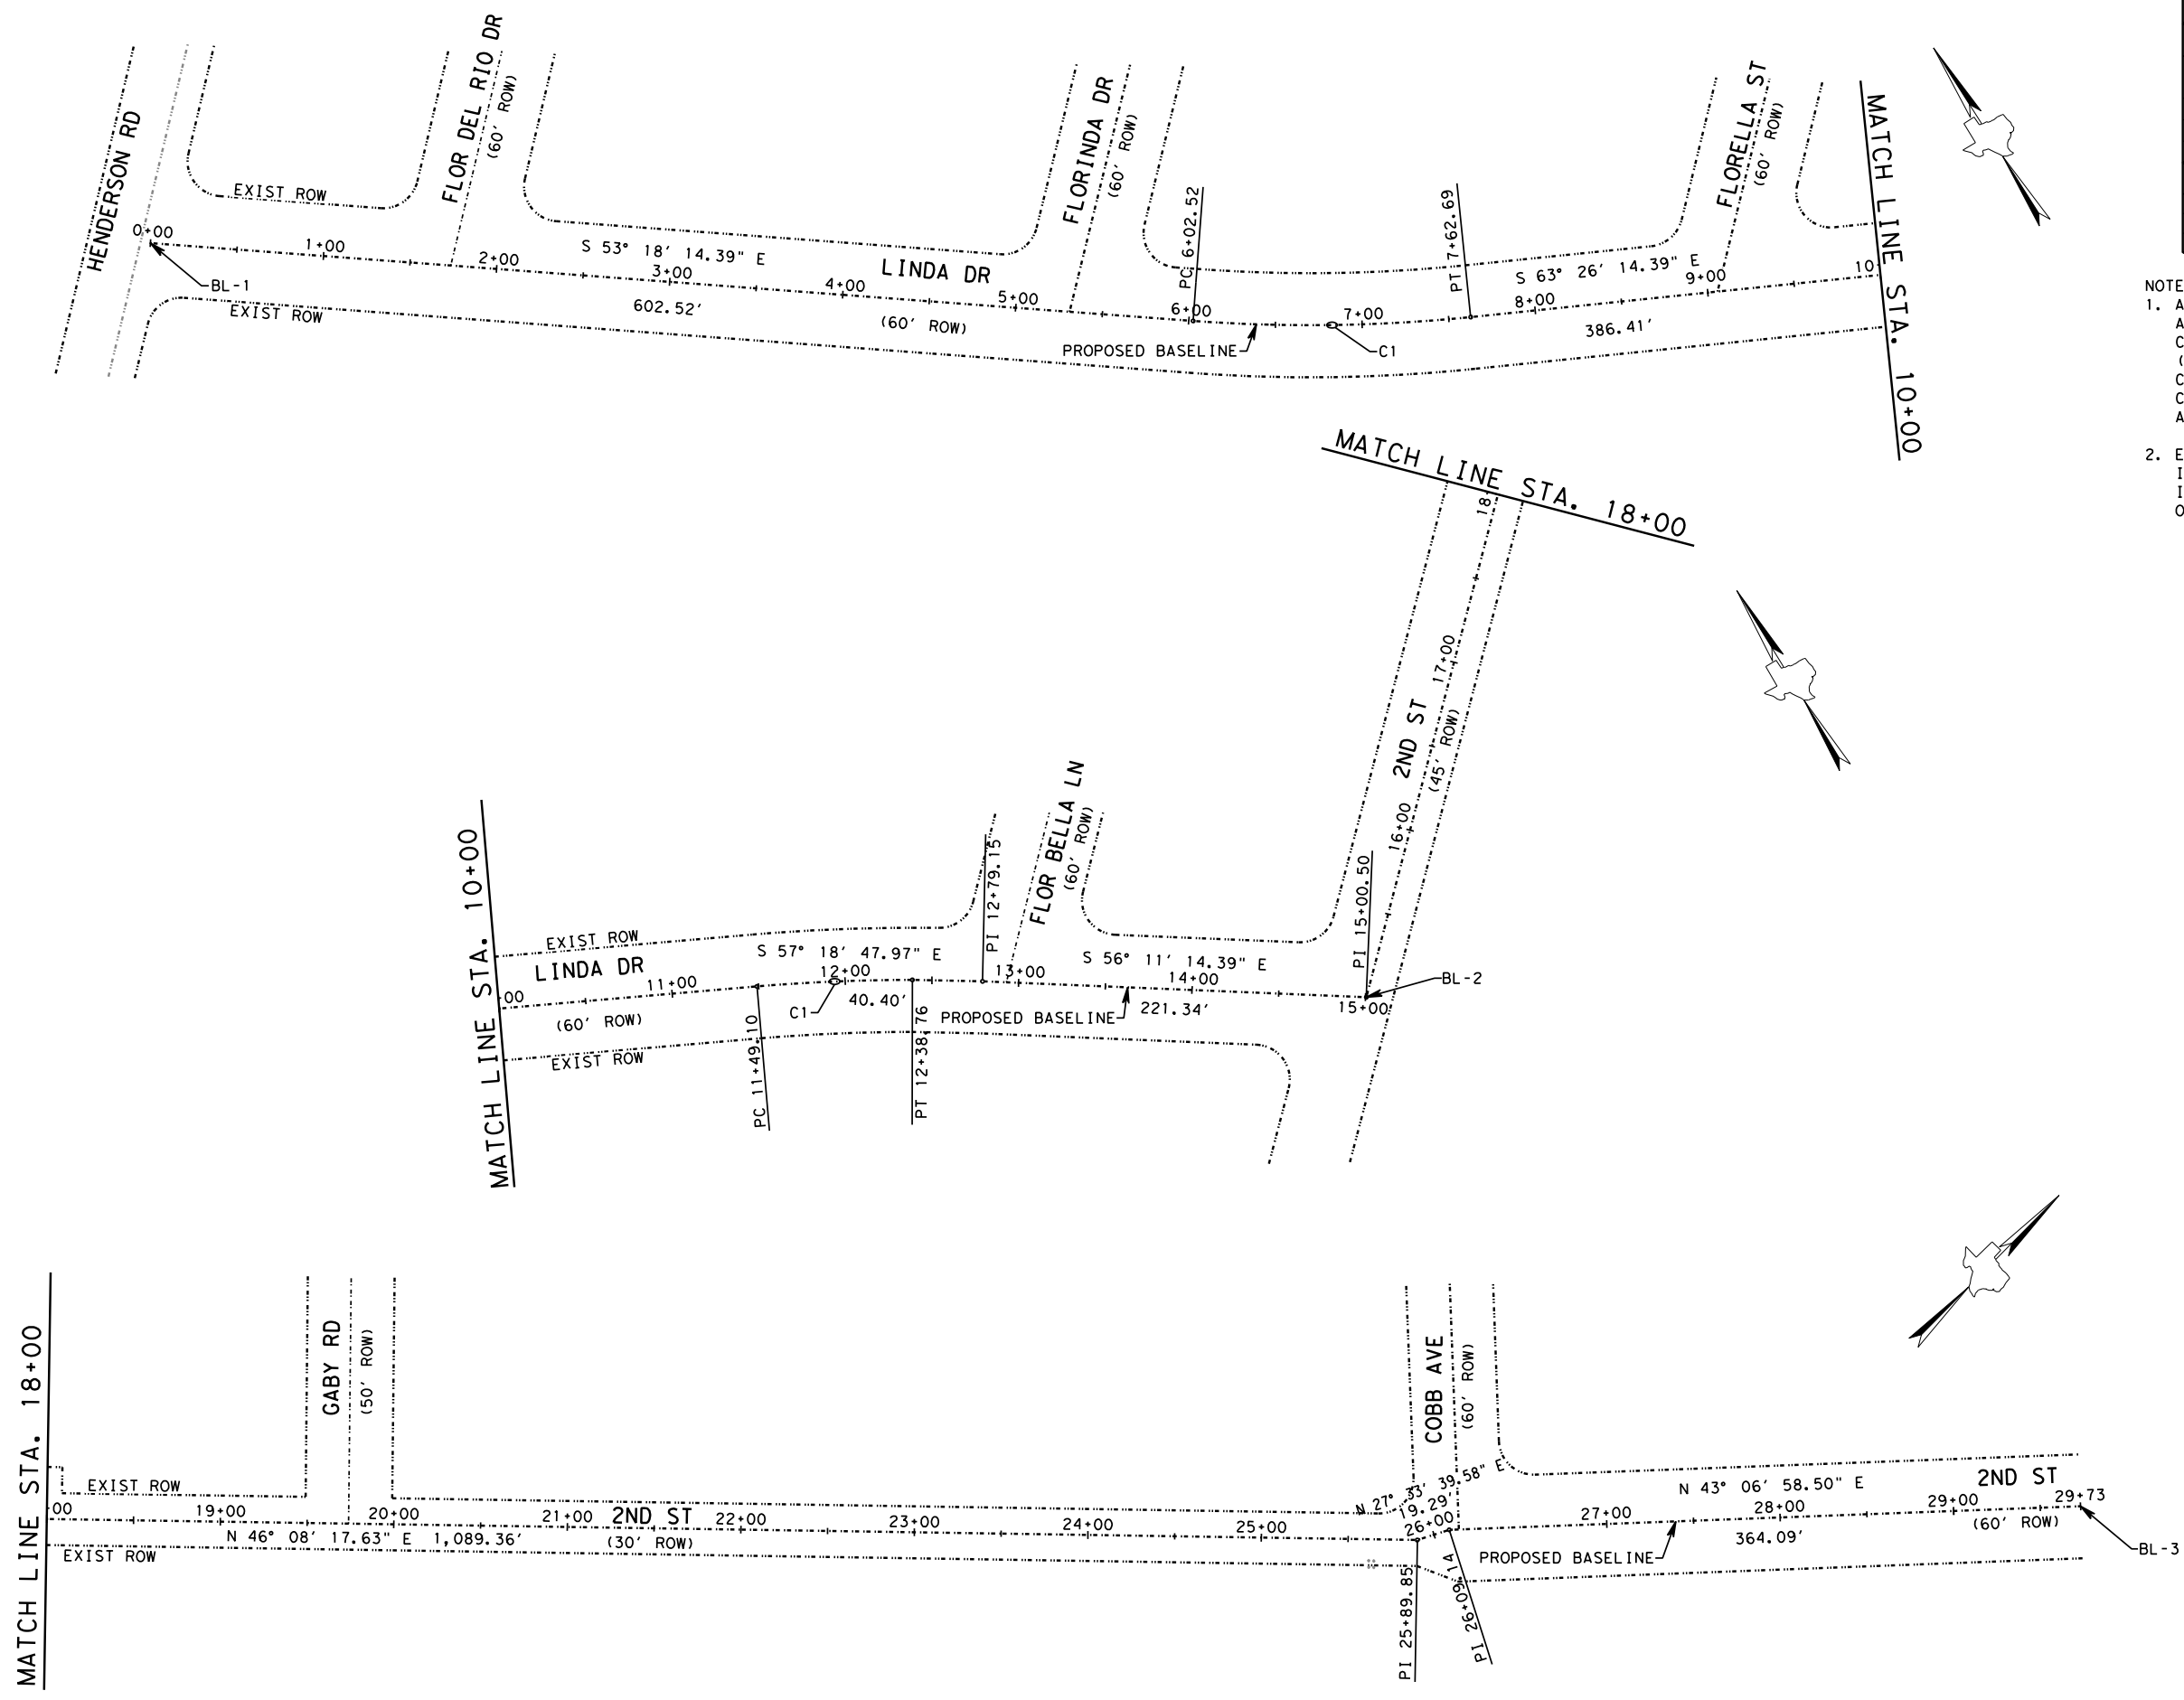 HENDERSON RD
FLOR DEL RIO DR
(60' ROW)
FLORINDA DR
(60' ROW)
FLORELLA ST
(60' ROW)
MATCH LINE STA. 10+00
EXIST ROW
0+00
1+00
2+00
3+00
4+00
5+00
6+00
7+00
8+00
9+00
10
S 53° 18' 14.39" E
LINDA DR
S 63° 26' 14.39" E
PC 6+02.52
PT 7+62.69
BL-1
EXIST ROW
602.52'
(60' ROW)
PROPOSED BASELINE
C1
386.41'
NOTE
1. A
A
C
(
C
C
A
2. E
I
I
O
MATCH LINE STA. 18+00
18
17+00
2ND ST
(45' ROW)
16+00
PI 15+00.50
MATCH LINE STA. 10+00
EXIST ROW
LINDA DR
S 57° 18' 47.97" E
PI 12+79.15
FLOR BELLA LN
(60' ROW)
S 56° 11' 14.39" E
00
11+00
12+00
13+00
14+00
15+00
BL-2
(60' ROW)
C1
40.40'
PROPOSED BASELINE
221.34'
EXIST ROW
PC 11+49.10
PT 12+38.76
MATCH LINE STA. 18+00
GABY RD
(50' ROW)
COBB AVE
(60' ROW)
EXIST ROW
00
19+00
20+00
21+00
2ND ST
22+00
23+00
24+00
25+00
26+00
27+00
28+00
29+00
29+73
N 27° 33' 39.58" E
19.29'
N 43° 06' 58.50" E
2ND ST
N 46° 08' 17.63" E 1,089.36'
(30' ROW)
EXIST ROW
PROPOSED BASELINE
364.09'
(60' ROW)
BL-3
PI 25+89.85
PI 26+09.14